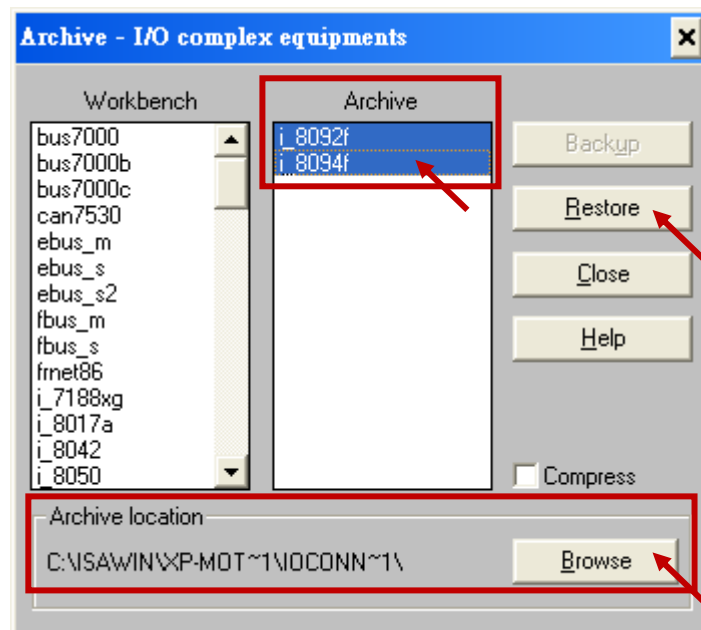 Archive - I/O complex equipments
Workbench
Archive
bus7000
bus7000b
bus7000c
can7530
ebus_m
ebus_s
ebus_s2
fbus_m
fbus_s
frnet86
i_7188xg
i_8017a
i_8042
i_8050
i_8092f
i_8094f
Backup
Restore
Close
Help
Compress
Archive location
C:\ISAWIN\XP-MOT~1\IOCONN~1\
Browse